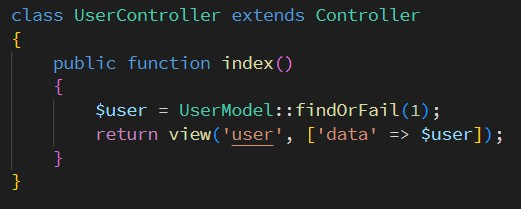 class UserController extends Controller
{
    public function index()
    {
        $user = UserModel::findOrFail(1);
        return view('user', ['data' => $user]);
    }
}